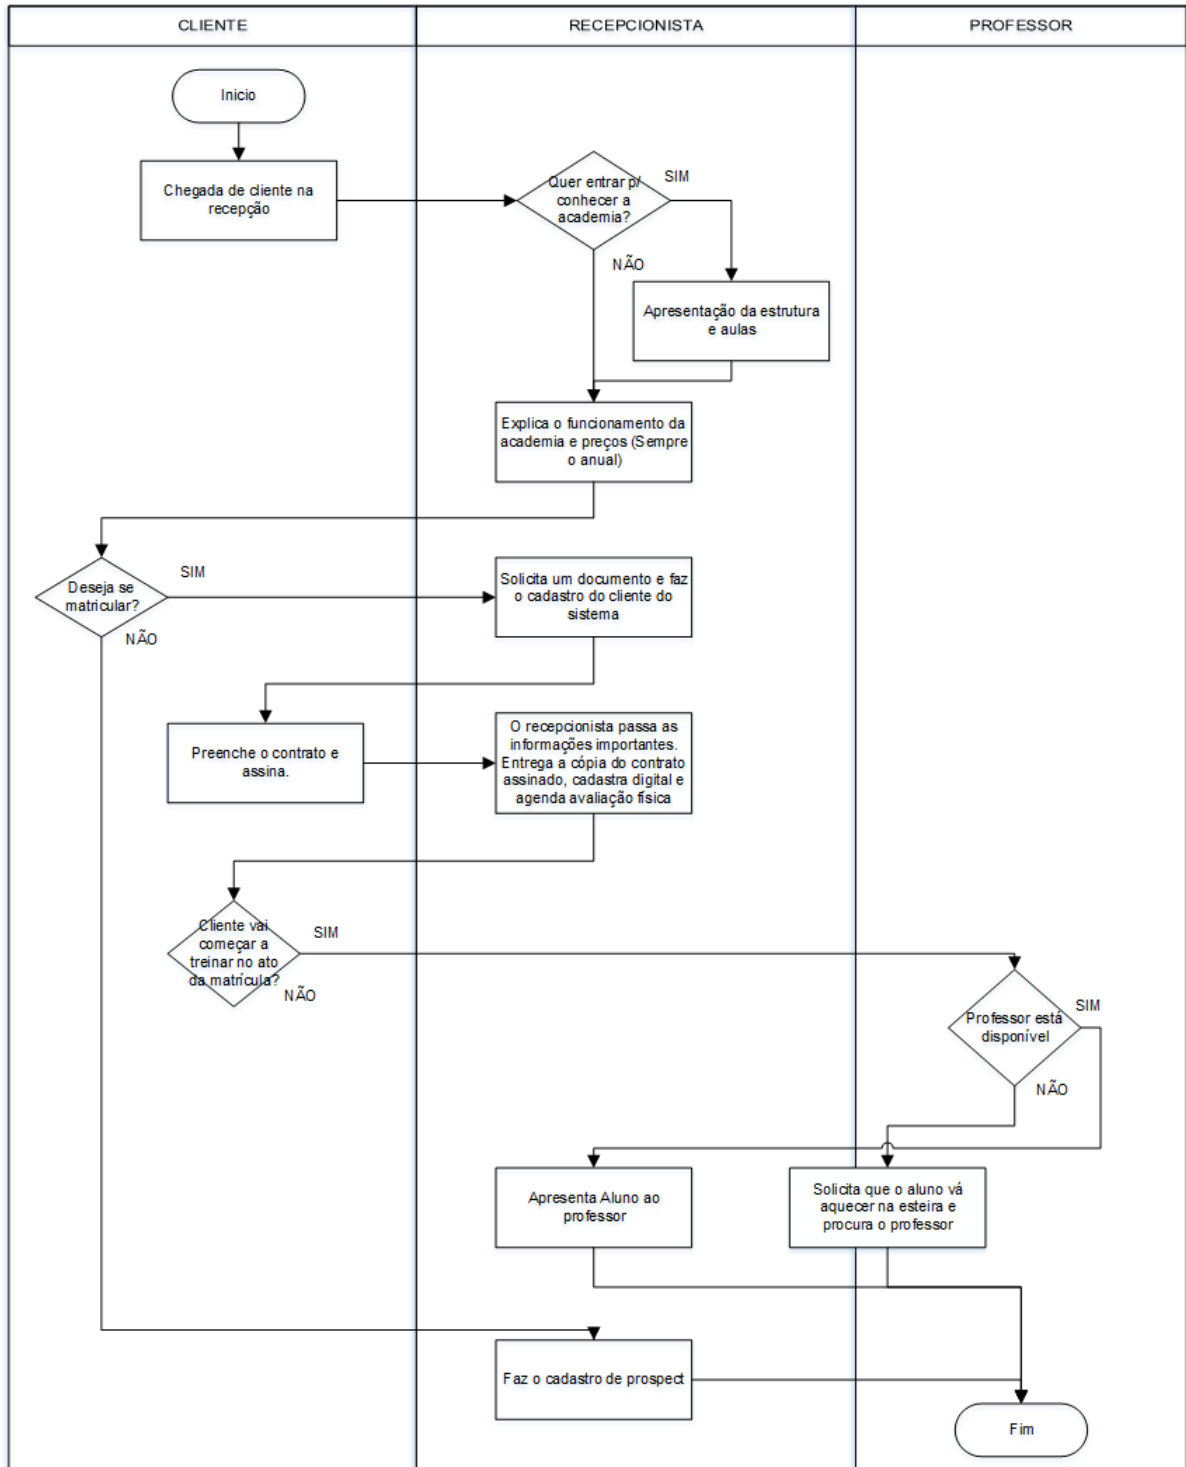 CLIENTE
RECEPCIONISTA
PROFESSOR
Inicio
Chegada de cliente na
recepção
Quer entrar p/
conhecer a
academia?
SIM
NÃO
Apresentação da estrutura
e aulas
Explica o funcionamento da
academia e preços (Sempre
o anual)
Deseja se
matricular?
SIM
NÃO
Solicita um documento e faz
o cadastro do cliente do
sistema
Preenche o contrato e
assina.
O recepcionista passa as
informações importantes.
Entrega a cópia do contrato
assinado, cadastra digital e
agenda avaliação física
Cliente vai
começar a
treinar no ato
da matrícula?
SIM
NÃO
Professor está
disponível
SIM
NÃO
Apresenta Aluno ao
professor
Solicita que o aluno vá
aquecer na esteira e
procura o professor
Faz o cadastro de prospect
Fim